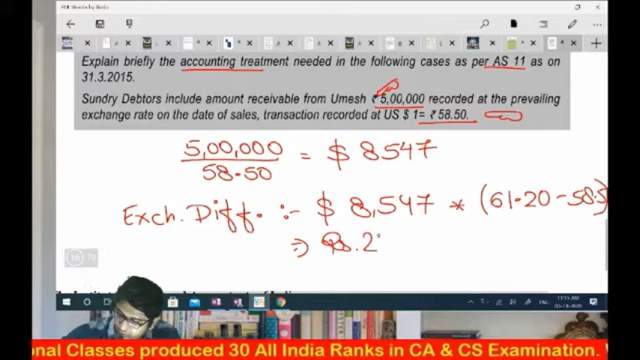 Explain briefly the accounting treatment needed in the following cases as per AS 11 as on
31.3.2015.
Sundry Debtors include amount receivable from Umesh ₹ 5,00,000 recorded at the prevailing
exchange rate on the date of sales, transaction recorded at US $ 1= ₹ 58.50.
5,00,000 / 58.50 = $ 8547
Exch. Diff. :- $ 8,547 * (61.20 - 58.5
⇒ Rs. 2
onal Classes produced 30 All India Ranks in CA & CS Examination.